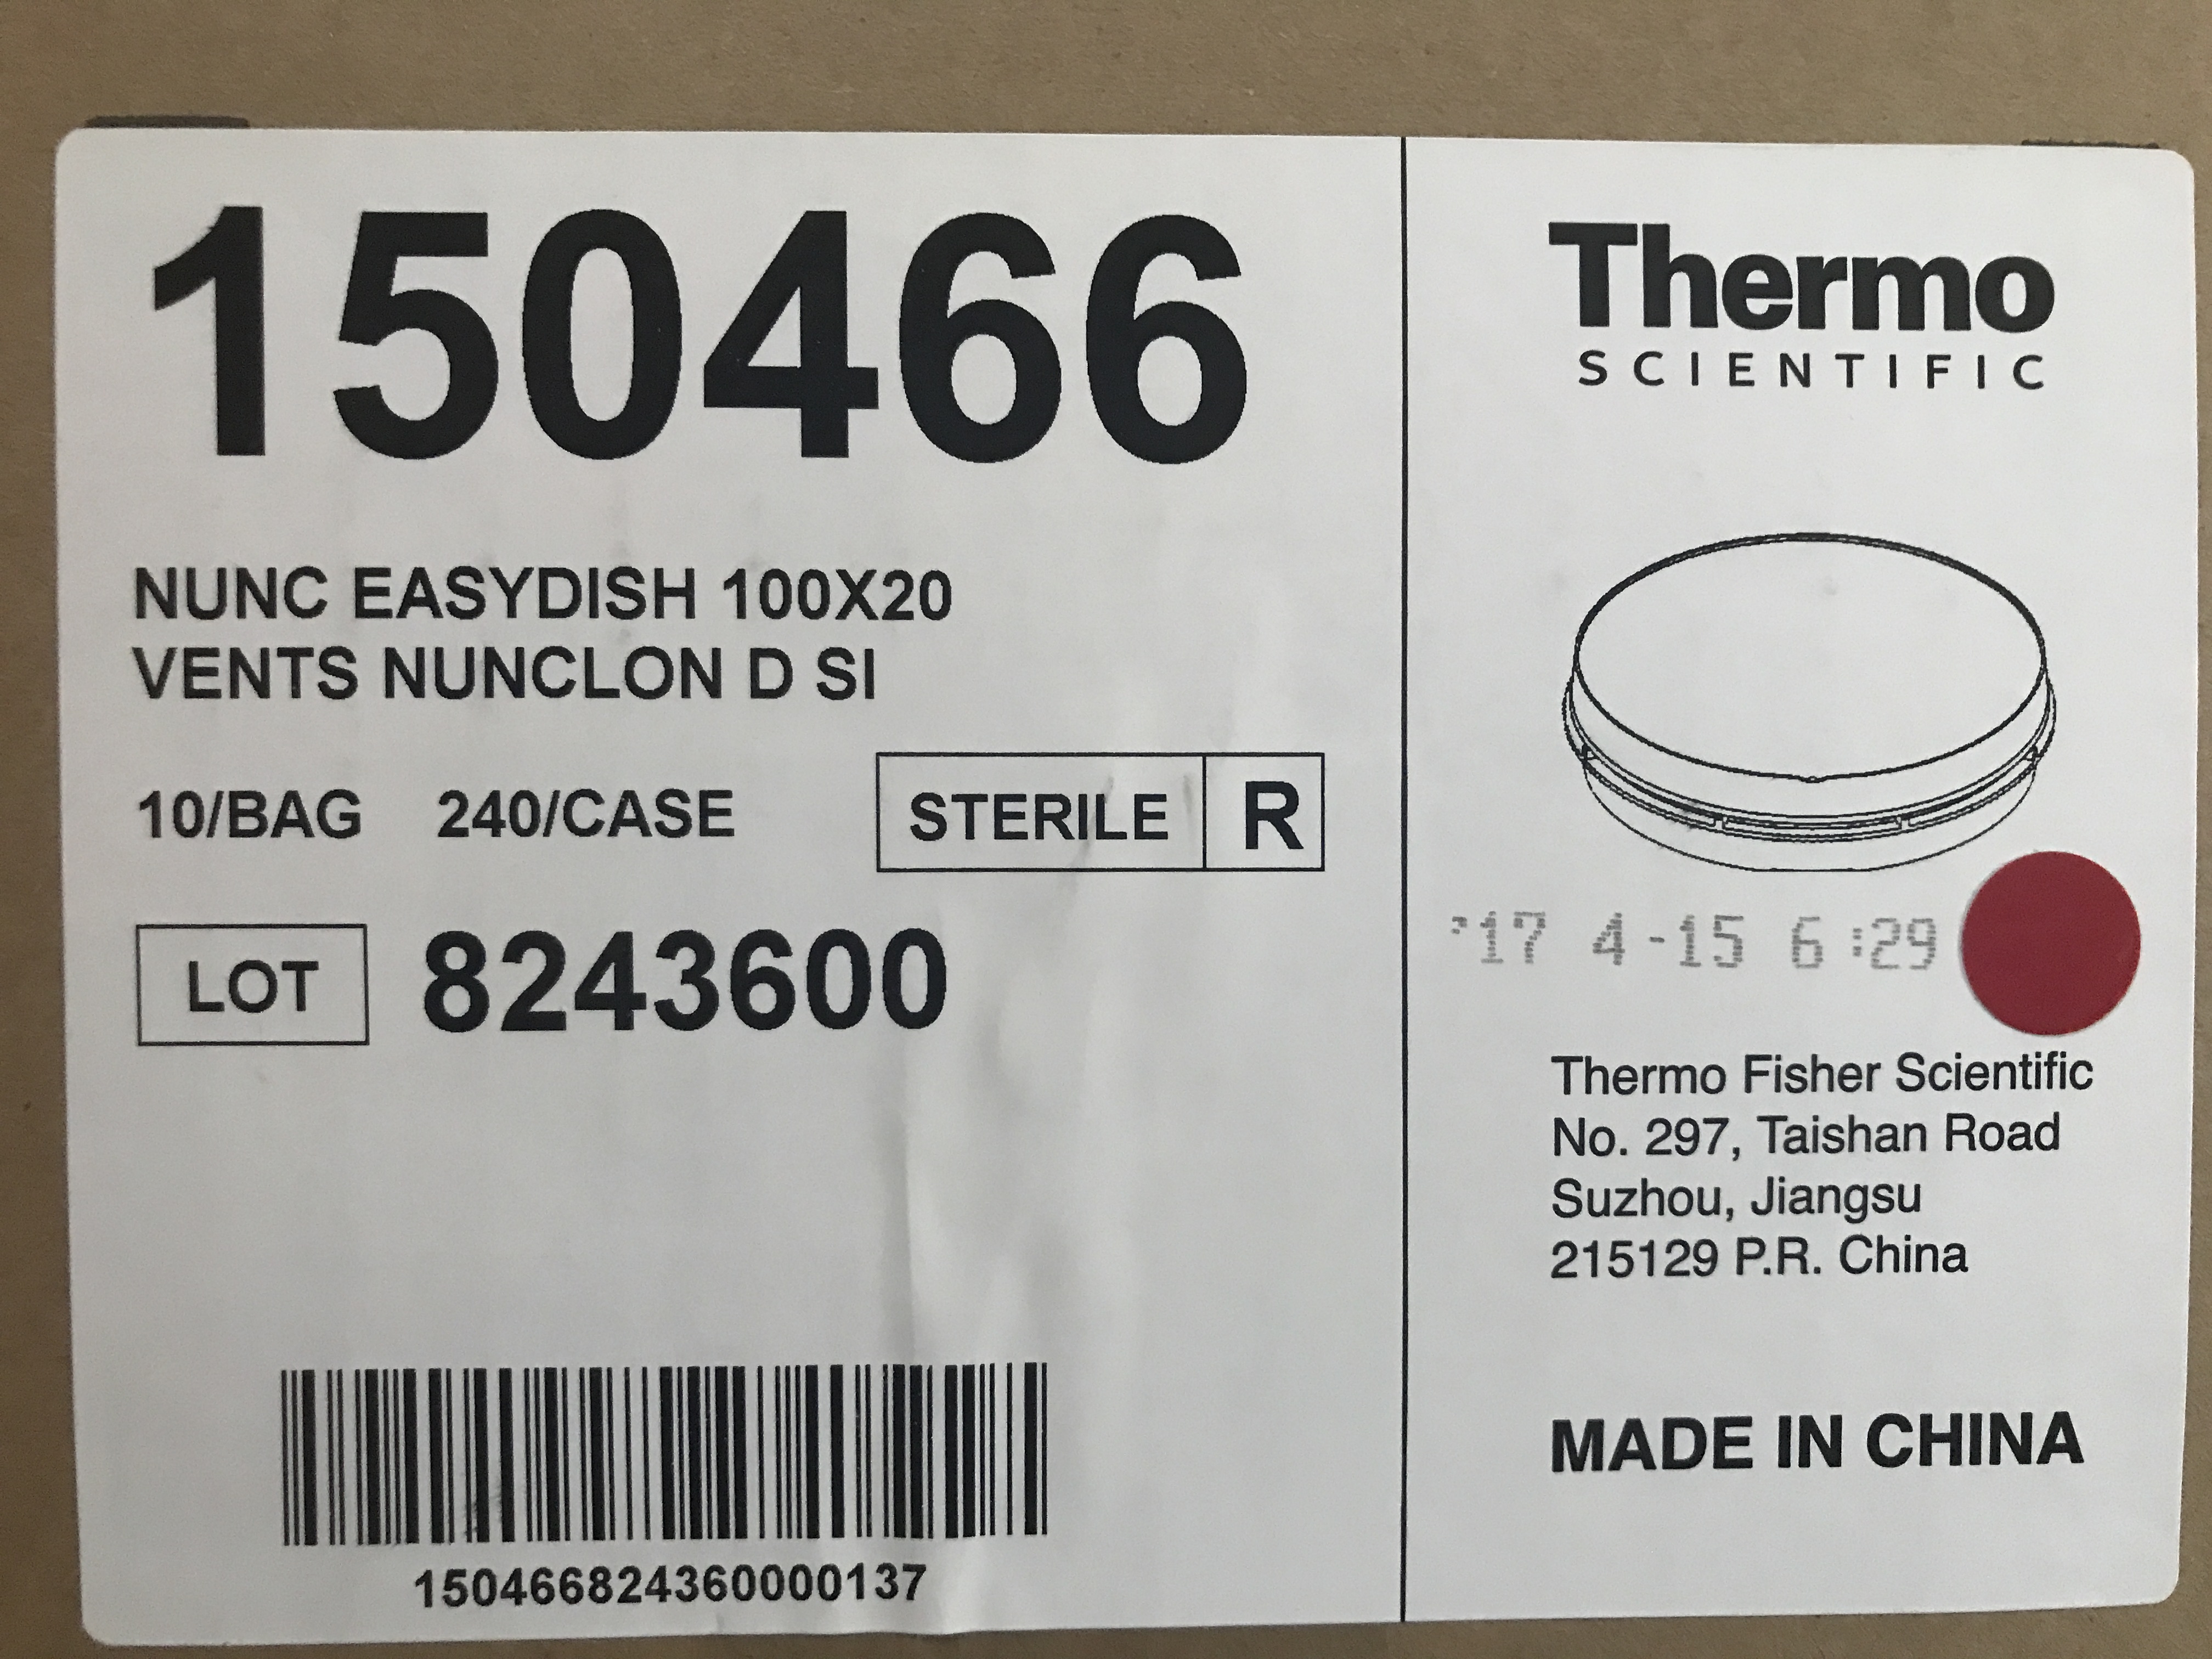 150466
NUNC EASYDISH 100X20
VENTS NUNCLON D SI
10/BAG 240/CASE STERILE R
LOT 8243600
150466824360000137
Thermo
SCIENTIFIC
'17 4-15 6:29
Thermo Fisher Scientific
No. 297, Taishan Road
Suzhou, Jiangsu
215129 P.R. China
MADE IN CHINA